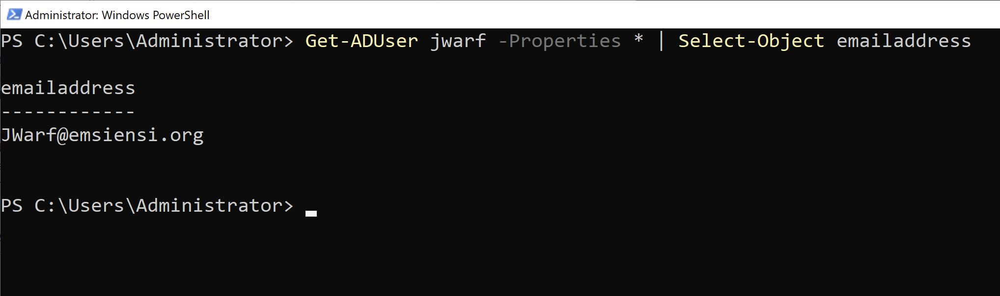 Administrator: Windows PowerShell
PS C:\Users\Administrator> Get-ADUser jwarf -Properties * | Select-Object emailaddress
emailaddress
------------
JWarf@emsiensi.org
PS C:\Users\Administrator>